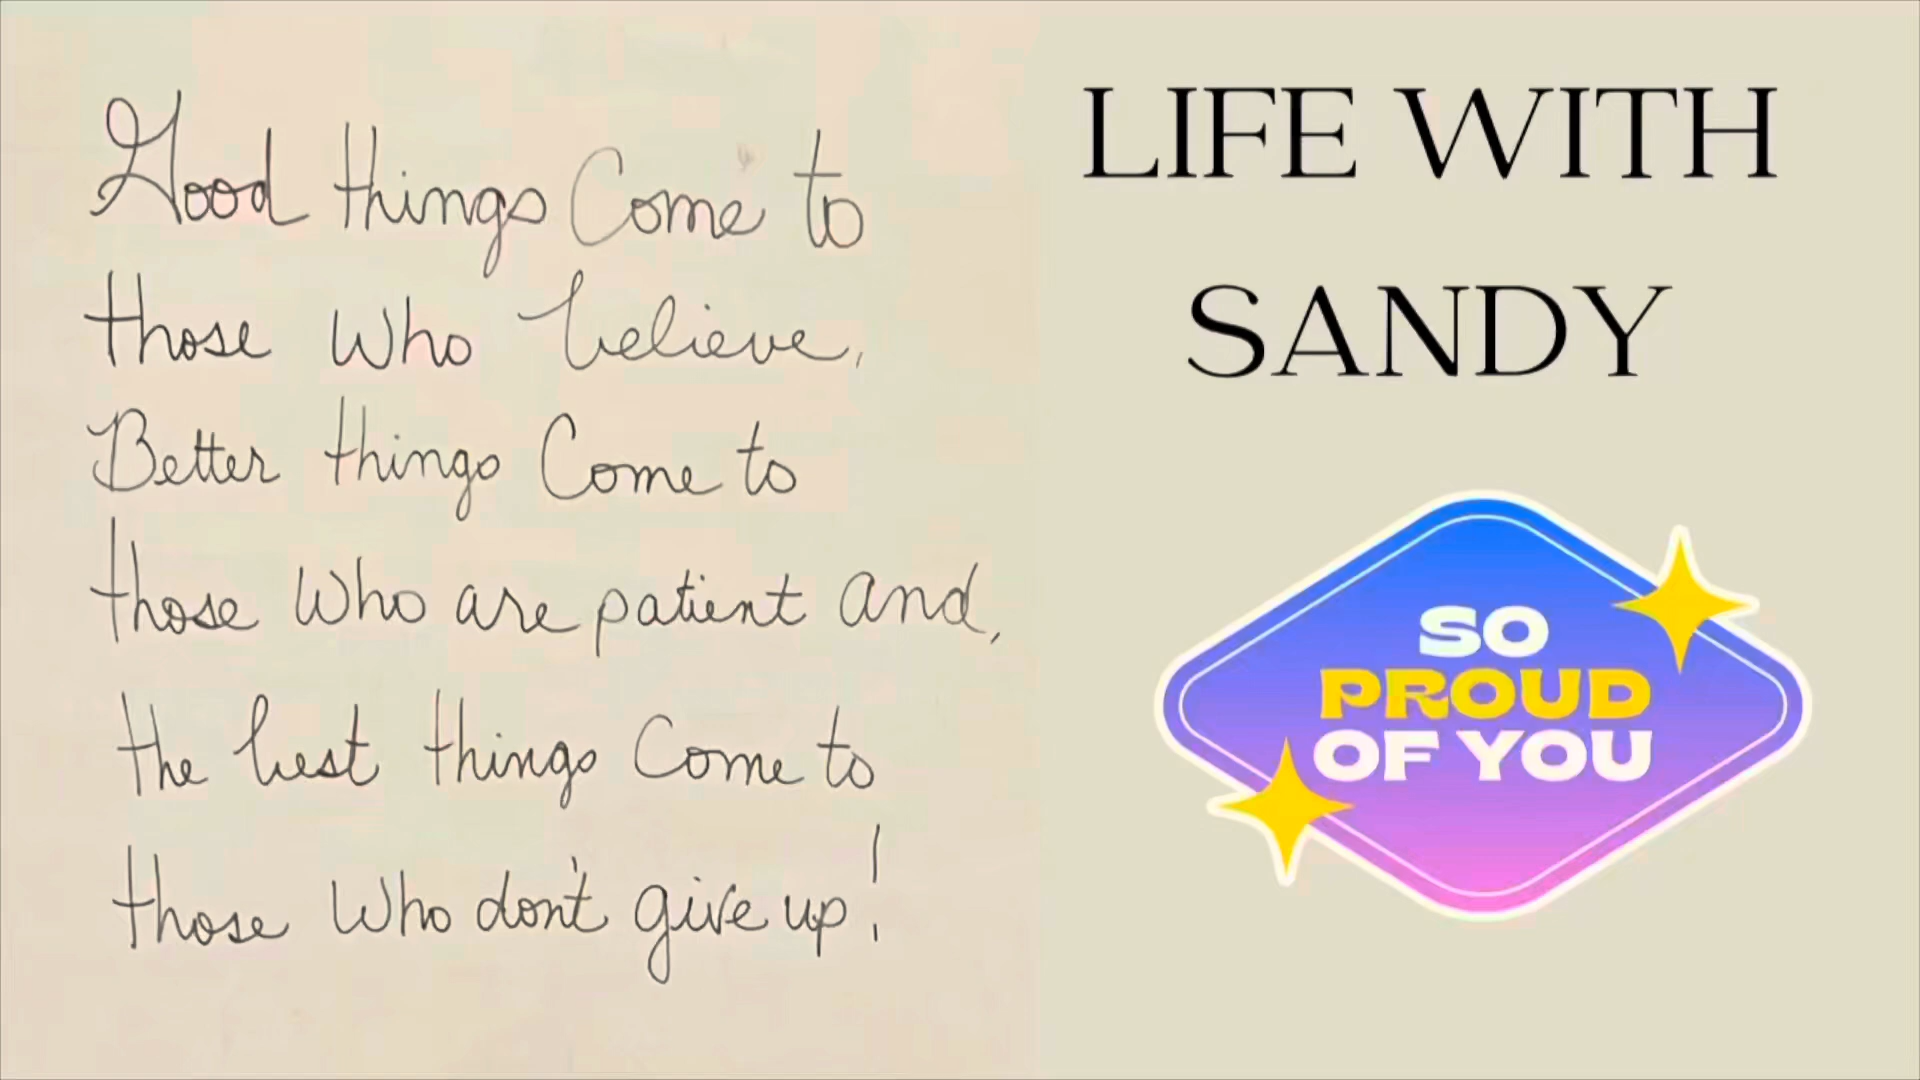 Good things Come to
those who believe,
Better things Come to
those who are patient and,
the best things come to
those who don't give up!
LIFE WITH
SANDY
SO
PROUD
OF YOU